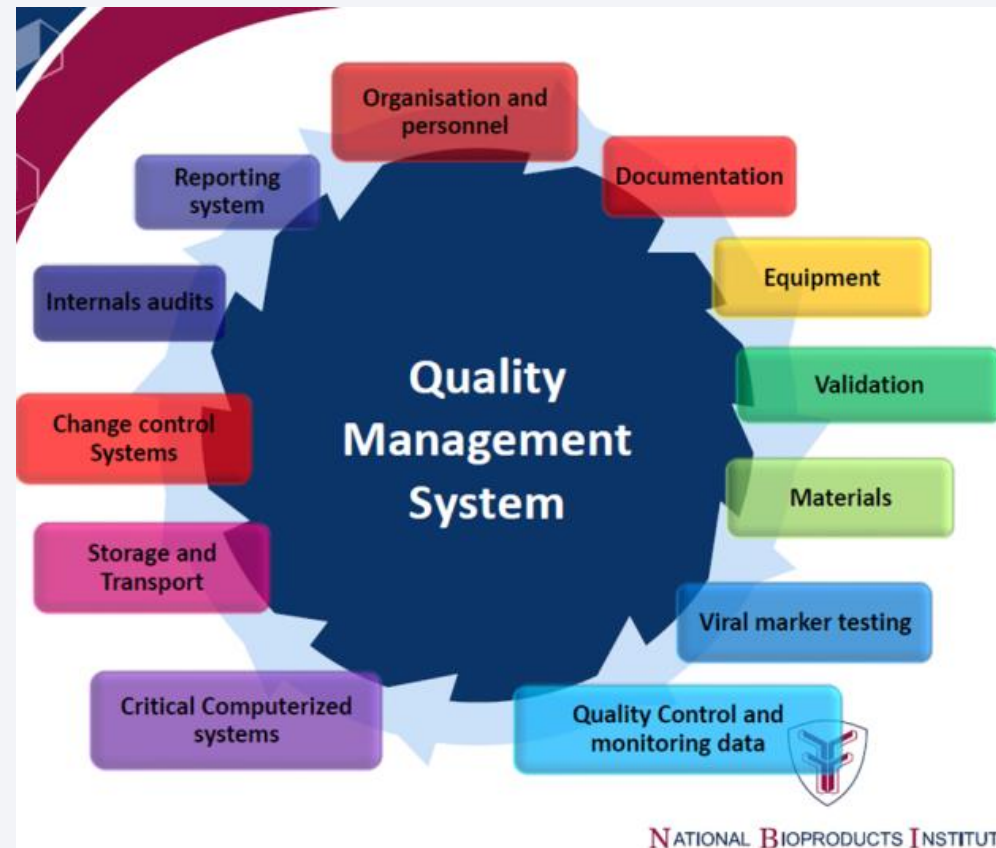 Organisation and
personnel
Documentation
Reporting
system
Equipment
Internals audits
Quality
Management
System
Validation
Change control
Systems
Materials
Storage and
Transport
Viral marker testing
Critical Computerized
systems
Quality Control and
monitoring data
NATIONAL BIOPRODUCTS INSTITUT